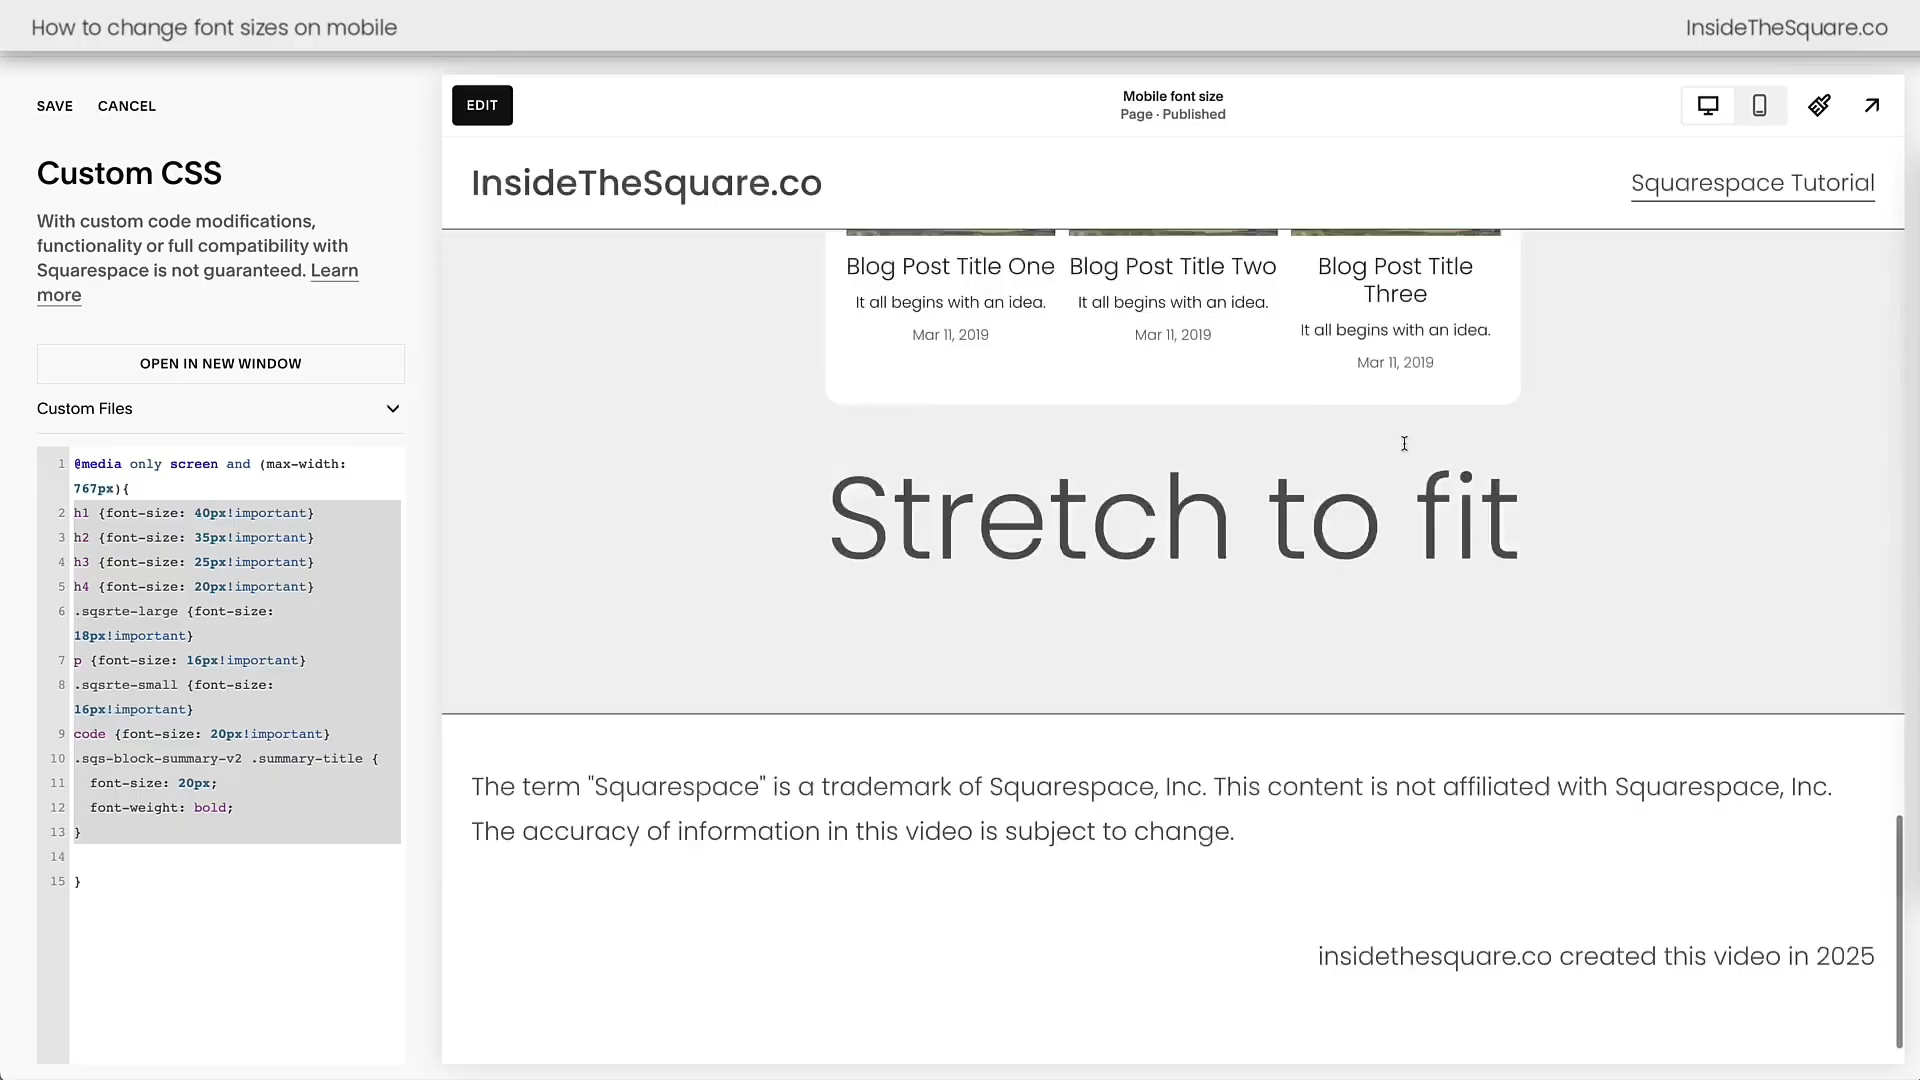 How to change font sizes on mobile
InsideTheSquare.co
SAVE CANCEL
Custom CSS
With custom code modifications,
functionality or full compatibility with
Squarespace is not guaranteed. Learn
more
OPEN IN NEW WINDOW
Custom Files
1 @media only screen and (max-width:
767px){
2 h1 {font-size: 40px!important}
3 h2 {font-size: 35px!important}
4 h3 {font-size: 25px!important}
5 h4 {font-size: 20px!important}
6 .sqsrte-large {font-size:
18px!important}
7 p {font-size: 16px!important}
8 .sqsrte-small {font-size:
16px!important}
9 code {font-size: 20px!important}
10 .sqs-block-summary-v2 .summary-title {
11 font-size: 20px;
12 font-weight: bold;
13 }
14
15 }
EDIT
Mobile font size
Page · Published
InsideTheSquare.co
Squarespace Tutorial
Blog Post Title One
It all begins with an idea.
Mar 11, 2019
Blog Post Title Two
It all begins with an idea.
Mar 11, 2019
Blog Post Title
Three
It all begins with an idea.
Mar 11, 2019
Stretch to fit
The term "Squarespace" is a trademark of Squarespace, Inc. This content is not affiliated with Squarespace, Inc.
The accuracy of information in this video is subject to change.
insidethesquare.co created this video in 2025